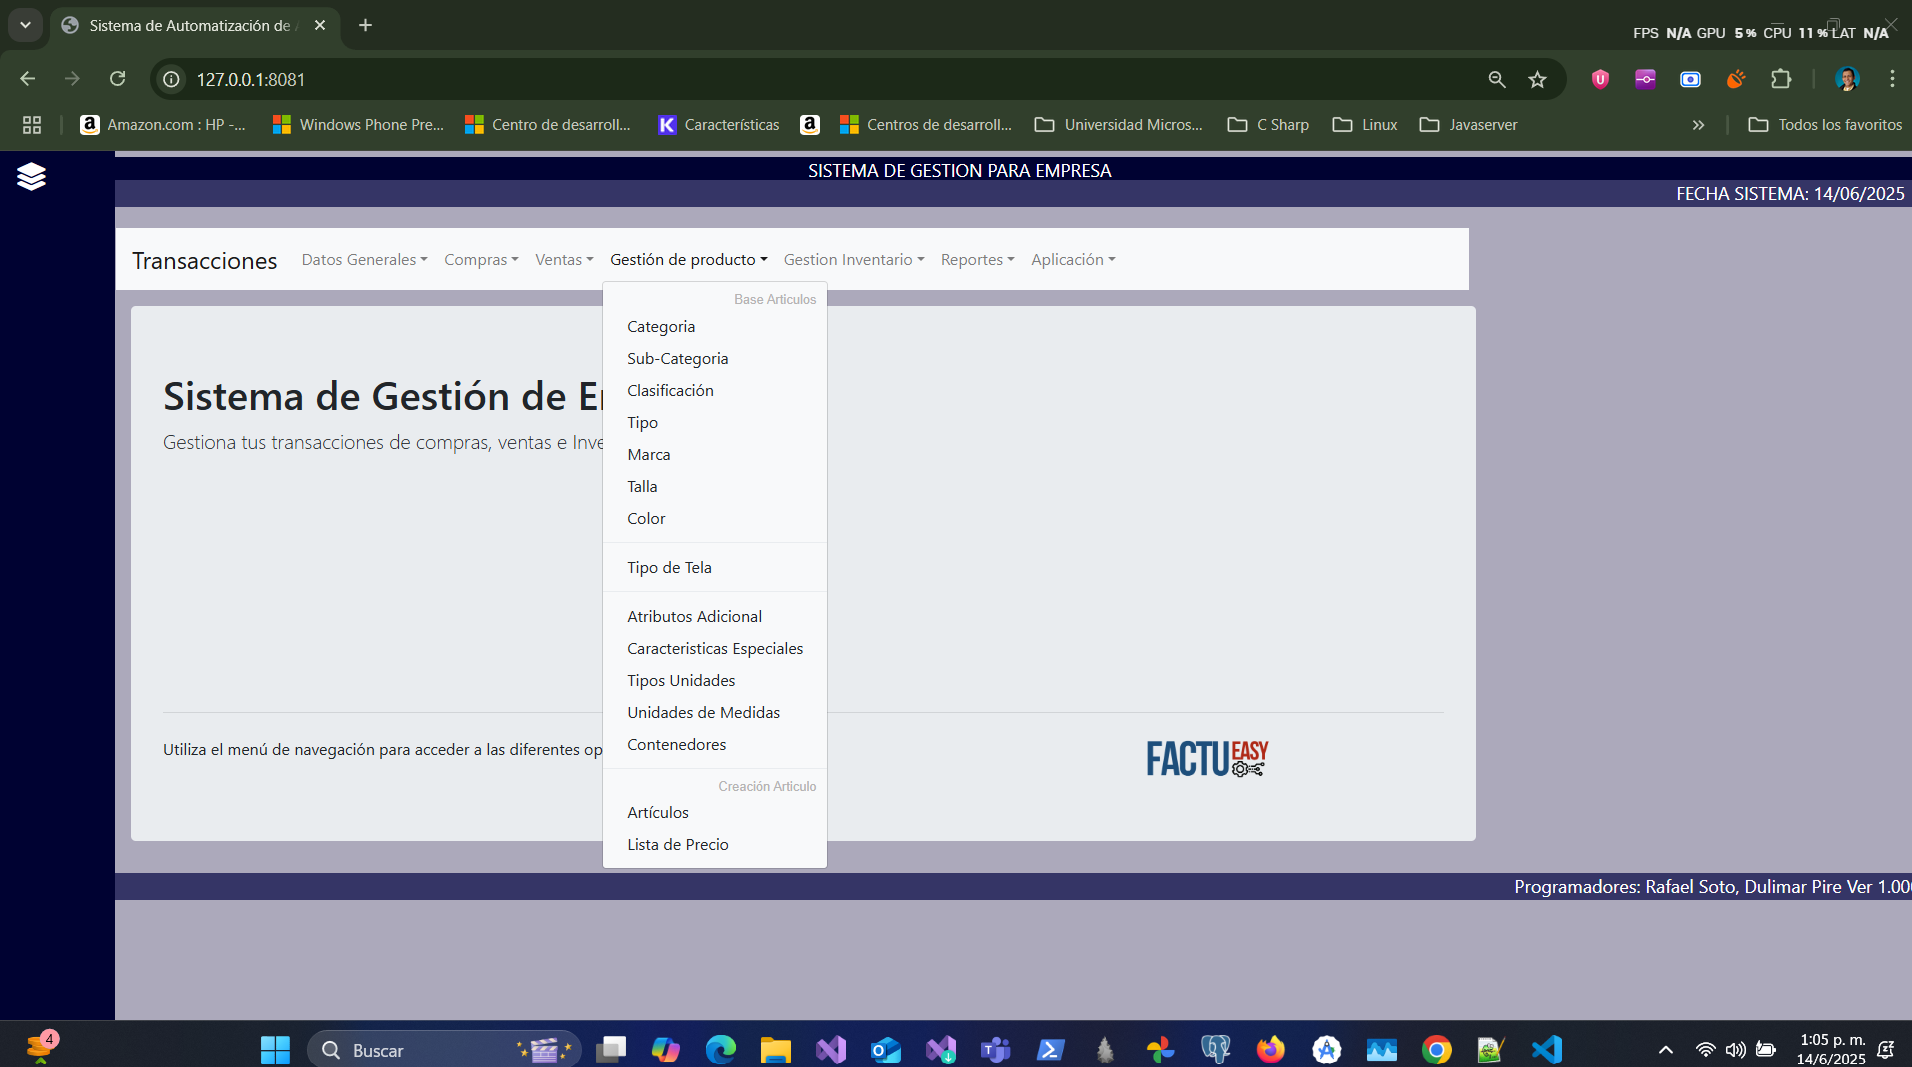 Sistema de Automatización de A
FPS N/A GPU 5% CPU 11% LAT N/A
127.0.0.1:8081
Amazon.com : HP -...
Windows Phone Pre...
Centro de desarroll...
Características
Centros de desarroll...
Universidad Micros...
C Sharp
Linux
Javaserver
Todos los favoritos
SISTEMA DE GESTION PARA EMPRESA
FECHA SISTEMA: 14/06/2025
Transacciones
Datos Generales
Compras
Ventas
Gestión de producto
Gestion Inventario
Reportes
Aplicación
Base Articulos
Categoria
Sub-Categoria
Clasificación
Tipo
Marca
Talla
Color
Tipo de Tela
Atributos Adicional
Caracteristicas Especiales
Tipos Unidades
Unidades de Medidas
Contenedores
Creación Articulo
Artículos
Lista de Precio
Sistema de Gestión de E
Gestiona tus transacciones de compras, ventas e Inve
Utiliza el menú de navegación para acceder a las diferentes op
FACTU EASY
Programadores: Rafael Soto, Dulimar Pire Ver 1.00
4
Buscar
1:05 p. m.
14/6/2025